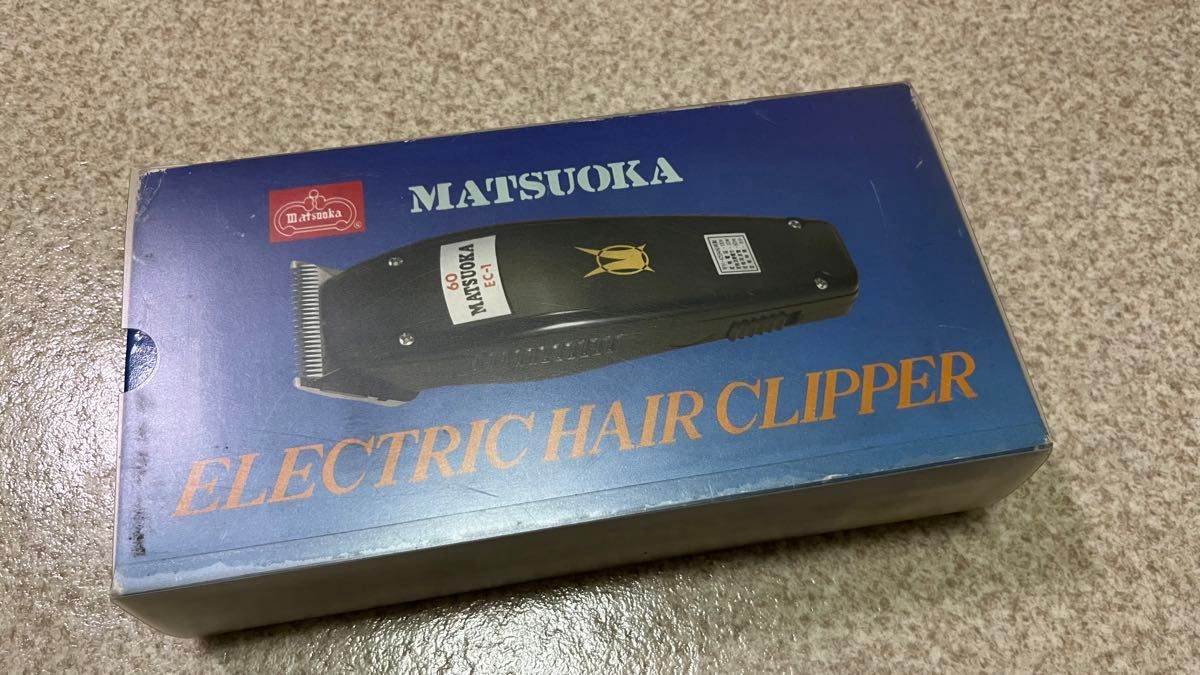 Matsuoka
MATSUOKA
60
MATSUOKA
EC-1
M
ELECTRIC HAIR CLIPPER